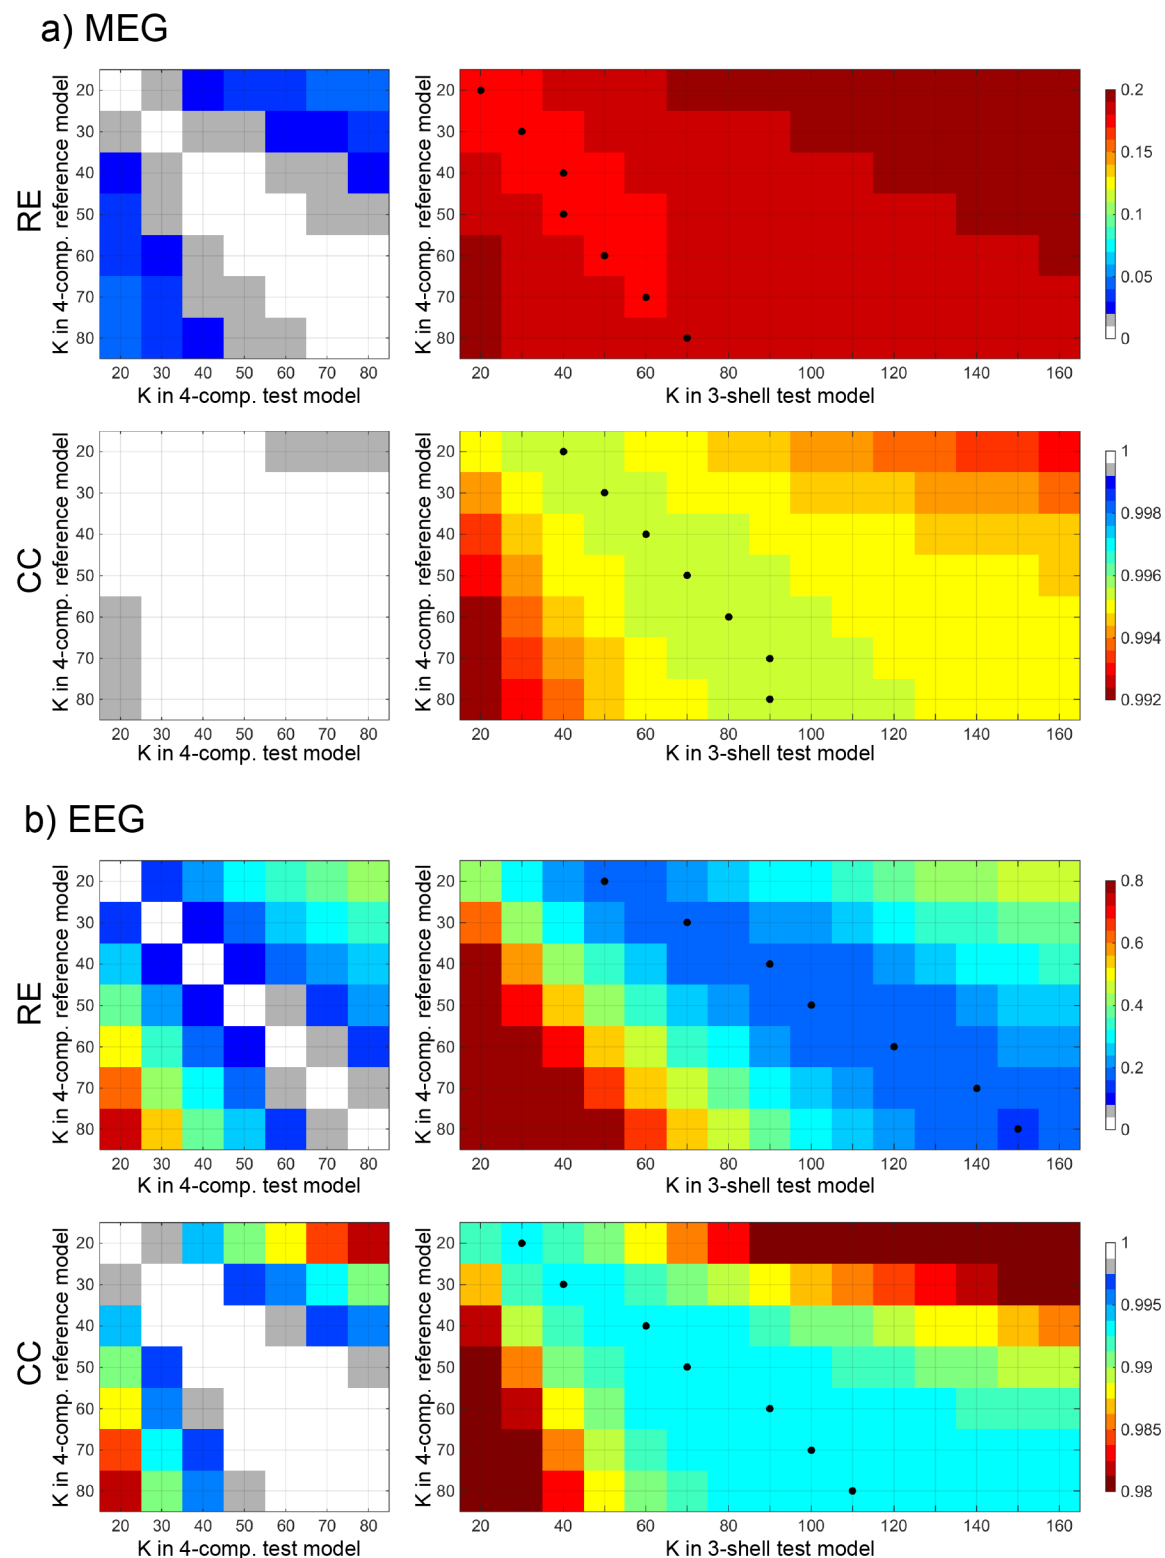 a) MEG
RE
K in 4-comp. reference model
20
30
40
50
60
70
80
20 30 40 50 60 70 80
K in 4-comp. test model
K in 4-comp. reference model
20
30
40
50
60
70
80
20 40 60 80 100 120 140 160
K in 3-shell test model
0.2
0.15
0.1
0.05
0
CC
K in 4-comp. reference model
20
30
40
50
60
70
80
20 30 40 50 60 70 80
K in 4-comp. test model
K in 4-comp. reference model
20
30
40
50
60
70
80
20 40 60 80 100 120 140 160
K in 3-shell test model
1
0.998
0.996
0.994
0.992
b) EEG
RE
K in 4-comp. reference model
20
30
40
50
60
70
80
20 30 40 50 60 70 80
K in 4-comp. test model
K in 4-comp. reference model
20
30
40
50
60
70
80
20 40 60 80 100 120 140 160
K in 3-shell test model
0.8
0.6
0.4
0.2
0
CC
K in 4-comp. reference model
20
30
40
50
60
70
80
20 30 40 50 60 70 80
K in 4-comp. test model
K in 4-comp. reference model
20
30
40
50
60
70
80
20 40 60 80 100 120 140 160
K in 3-shell test model
1
0.995
0.99
0.985
0.98